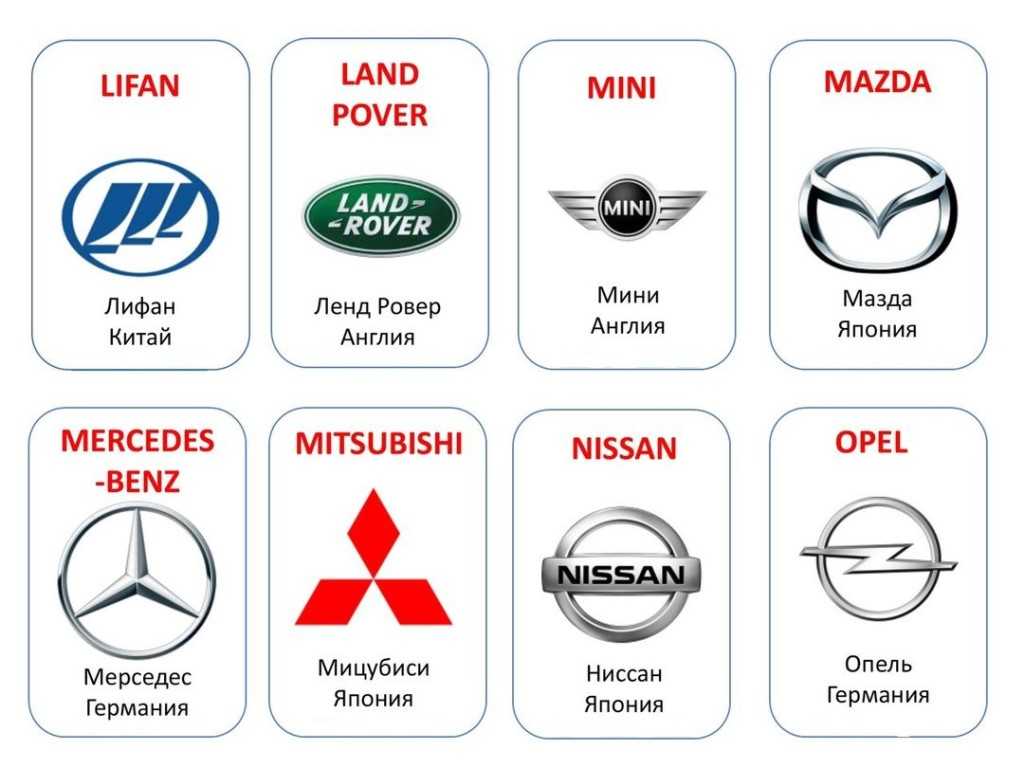 LIFAN
Лифан
Китай
LAND
POVER
LAND-
-ROVER
Ленд Ровер
Англия
MINI
MINI
Мини
Англия
MAZDA
Мазда
Япония
MERCEDES
-BENZ
Мерседес
Германия
MITSUBISHI
Мицубиси
Япония
NISSAN
NISSAN
Ниссан
Япония
OPEL
Опель
Германия